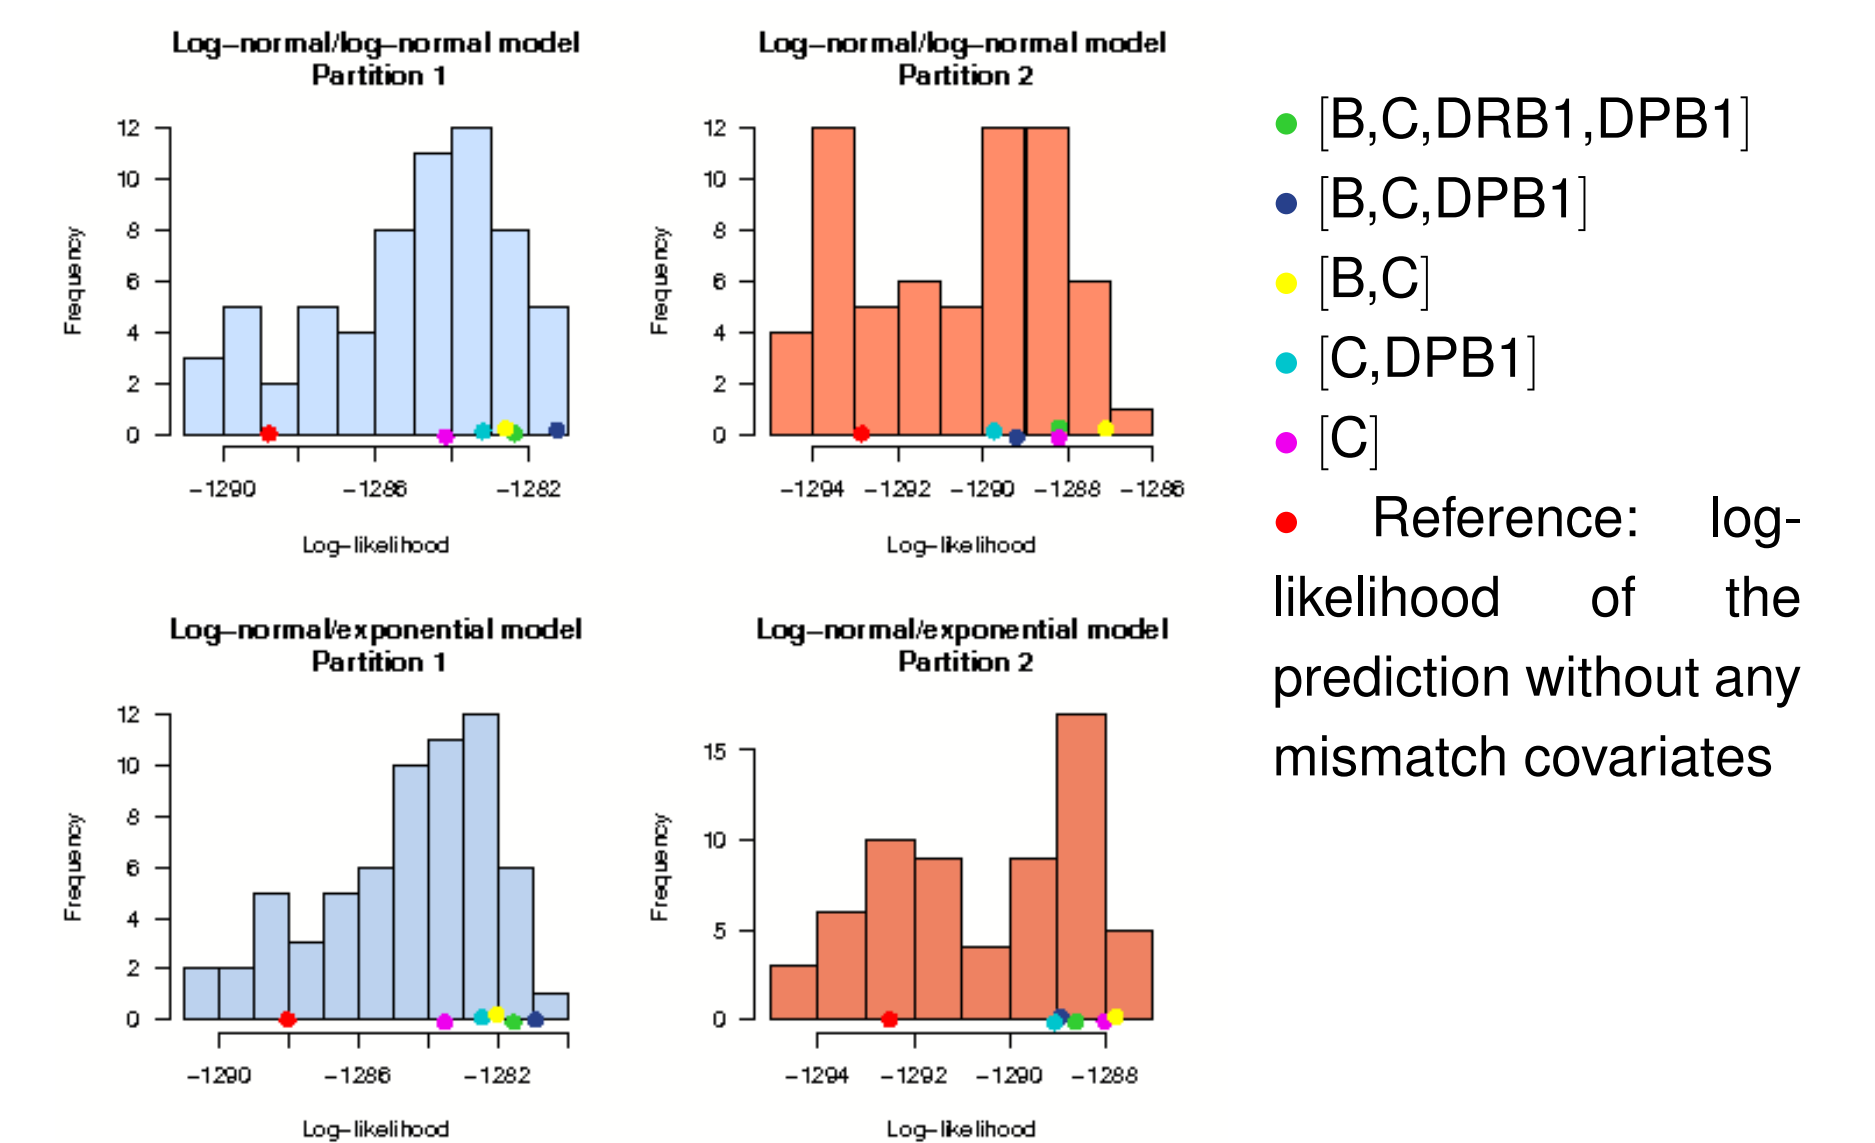 Log-normal/log-normal model
Partition 1
12
10
8
6
4
2
0
Frequency
-1290
-1286
-1282
Log-likelihood
Log-normal/log-normal model
Partition 2
12
10
8
6
4
2
0
Frequency
-1294
-1292
-1290
-1288
-1286
Log-likelihood
Log-normal/exponential model
Partition 1
12
10
8
6
4
2
0
Frequency
-1290
-1286
-1282
Log-likelihood
Log-normal/exponential model
Partition 2
15
10
5
0
Frequency
-1294
-1292
-1290
-1288
Log-likelihood
[B,C,DRB1,DPB1]
[B,C,DPB1]
[B,C]
[C,DPB1]
[C]
Reference: log-
likelihood of the
prediction without any
mismatch covariates